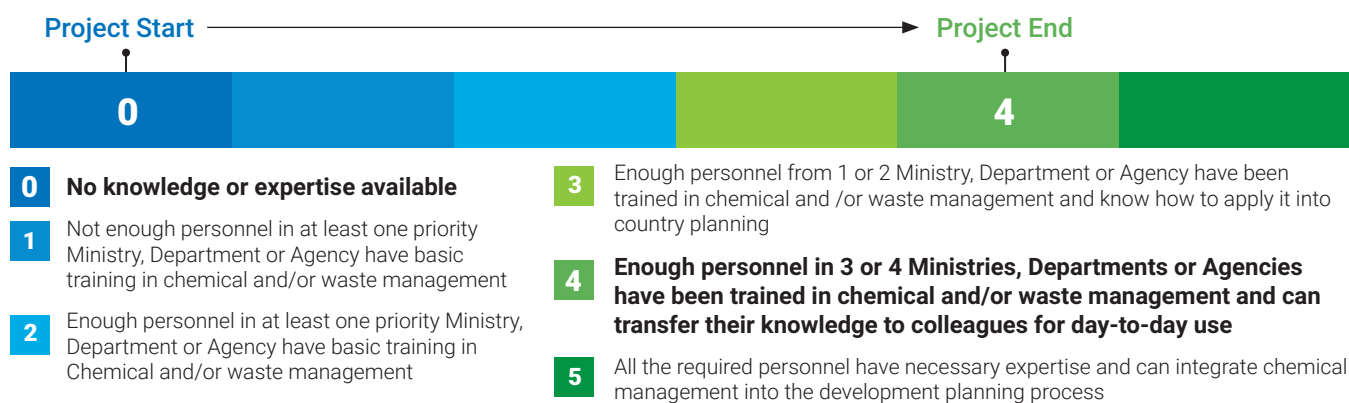 Project Start
Project End
0
4
0 No knowledge or expertise available
1 Not enough personnel in at least one priority
Ministry, Department or Agency have basic
training in chemical and/or waste management
2 Enough personnel in at least one priority Ministry,
Department or Agency have basic training in
Chemical and/or waste management
3 Enough personnel from 1 or 2 Ministry, Department or Agency have been
trained in chemical and /or waste management and know how to apply it into
country planning
4 Enough personnel in 3 or 4 Ministries, Departments or Agencies
have been trained in chemical and/or waste management and can
transfer their knowledge to colleagues for day-to-day use
5 All the required personnel have necessary expertise and can integrate chemical
management into the development planning process